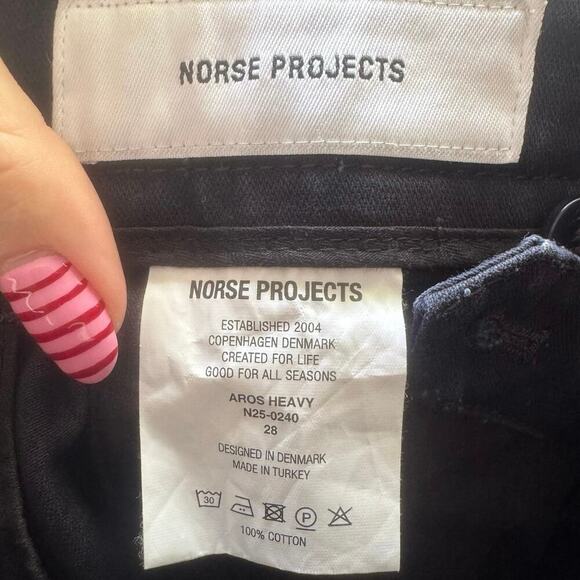 NORSE PROJECTS
NORSE PROJECTS
ESTABLISHED 2004
COPENHAGEN DENMARK
CREATED FOR LIFE
GOOD FOR ALL SEASONS
AROS HEAVY
N25-0240
28
DESIGNED IN DENMARK
MADE IN TURKEY
30 P
100% COTTON